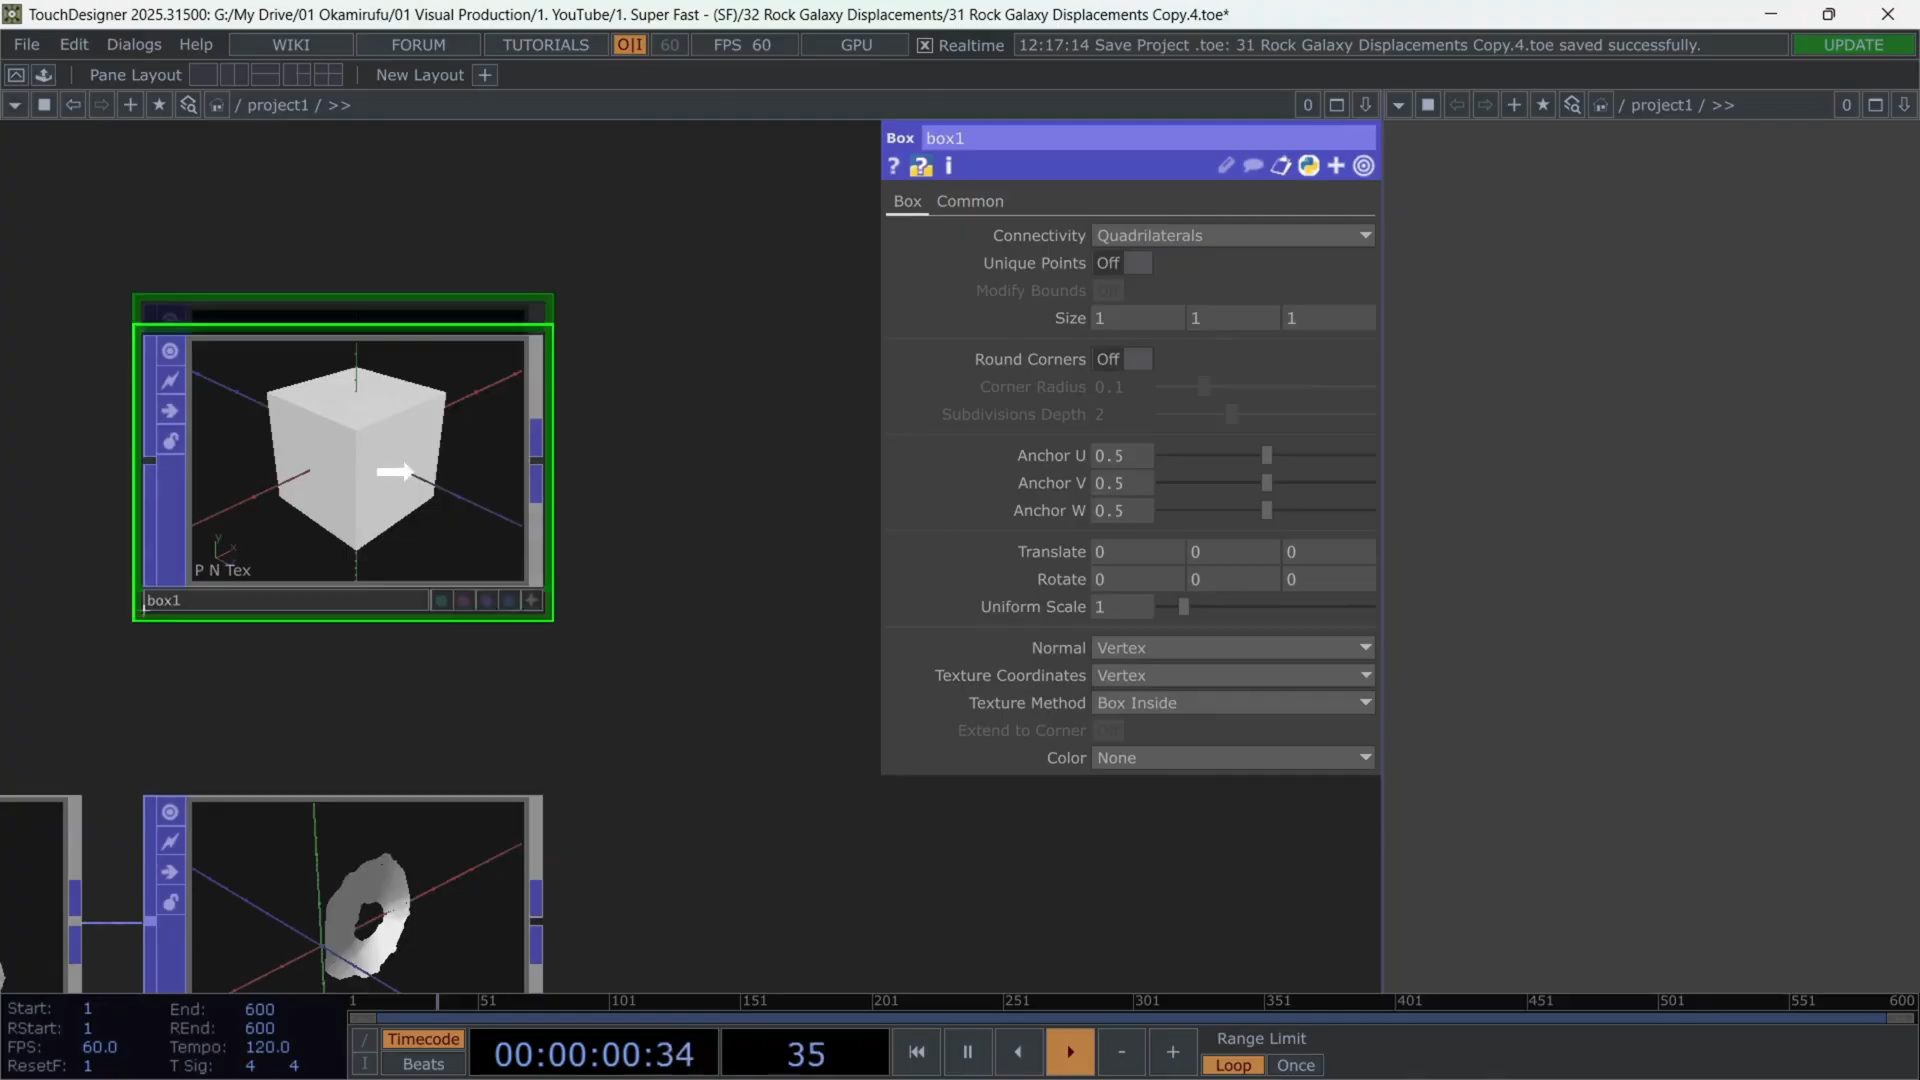 TouchDesigner 2025.31500: G:/My Drive/01 Okamirufu/01 Visual Production/1. YouTube/1. Super Fast - (SF)/32 Rock Galaxy Displacements/31 Rock Galaxy Displacements Copy.4.toe*
File Edit Dialogs Help WIKI FORUM TUTORIALS O|I 60 FPS 60 GPU Realtime 12:17:14 Save Project .toe: 31 Rock Galaxy Displacements Copy.4.toe saved successfully. UPDATE
Pane Layout New Layout +
/ project1 / >> 0 / project1 / >> 0
Box box1
? ? i
Box Common
Connectivity Quadrilaterals
Unique Points Off
Modify Bounds
Size 1 1 1
Round Corners Off
Corner Radius 0.1
Subdivisions Depth 2
Anchor U 0.5
Anchor V 0.5
Anchor W 0.5
Translate 0 0 0
Rotate 0 0 0
Uniform Scale 1
Normal Vertex
Texture Coordinates Vertex
Texture Method Box Inside
Extend to Corner
Color None
y
x
P N Tex
box1
Start: 1 End: 600
RStart: 1 REnd: 600
FPS: 60.0 Tempo: 120.0
ResetF: 1 T Sig: 4 4
1 51 101 151 201 251 301 351 401 451 501 551 600
Timecode
Beats
00:00:00:34 35
- +
Range Limit
Loop Once